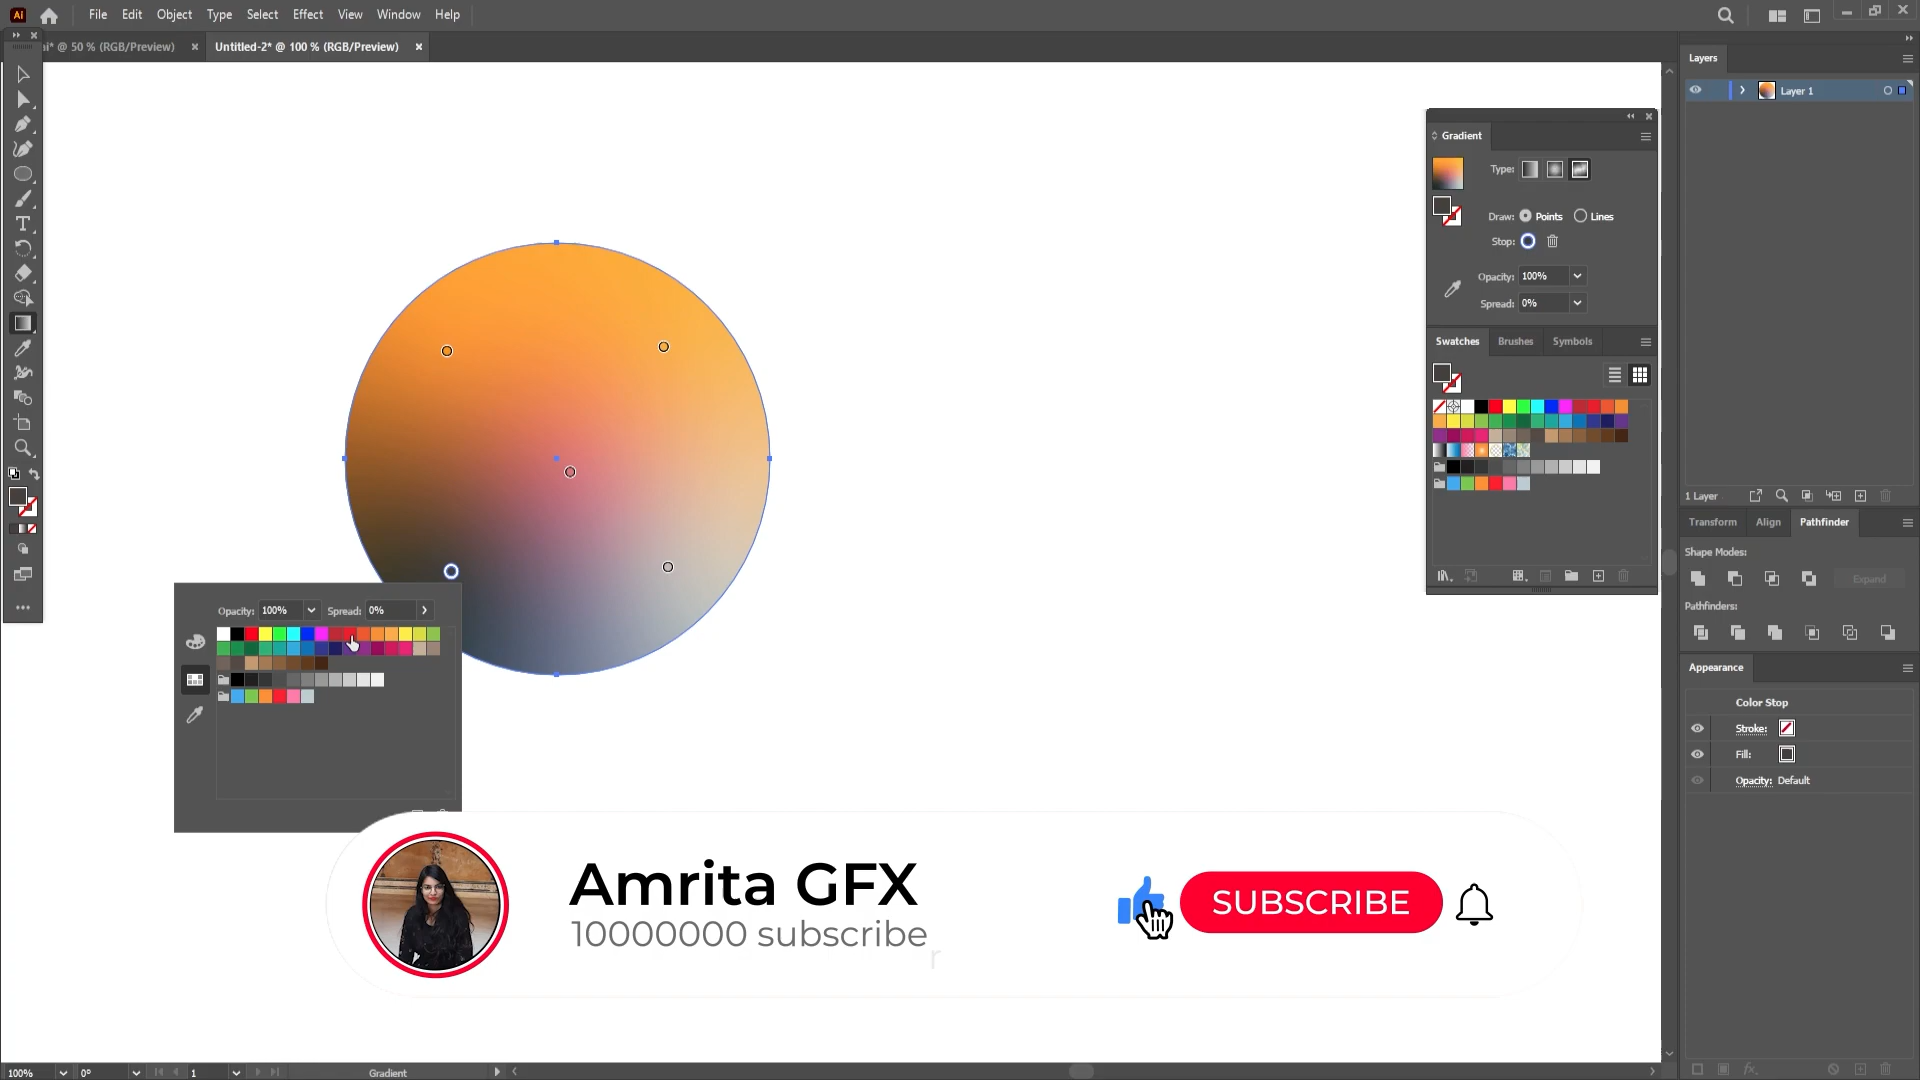 Ai File Edit Object Type Select Effect View Window Help
ai* @ 50 % (RGB/Preview) × Untitled-2* @ 100 % (RGB/Preview) ×
Layers
Layer 1
Gradient
Type:
Draw: Points Lines
Stop:
Opacity: 100%
Spread: 0%
Swatches Brushes Symbols
1 Layer
Transform Align Pathfinder
Shape Modes:
Expand
Pathfinders:
Appearance
Color Stop
Stroke:
Fill:
Opacity: Default
Opacity: 100% Spread: 0%
Amrita GFX
10000000 subscriber
SUBSCRIBE
100% 0° 1 Gradient